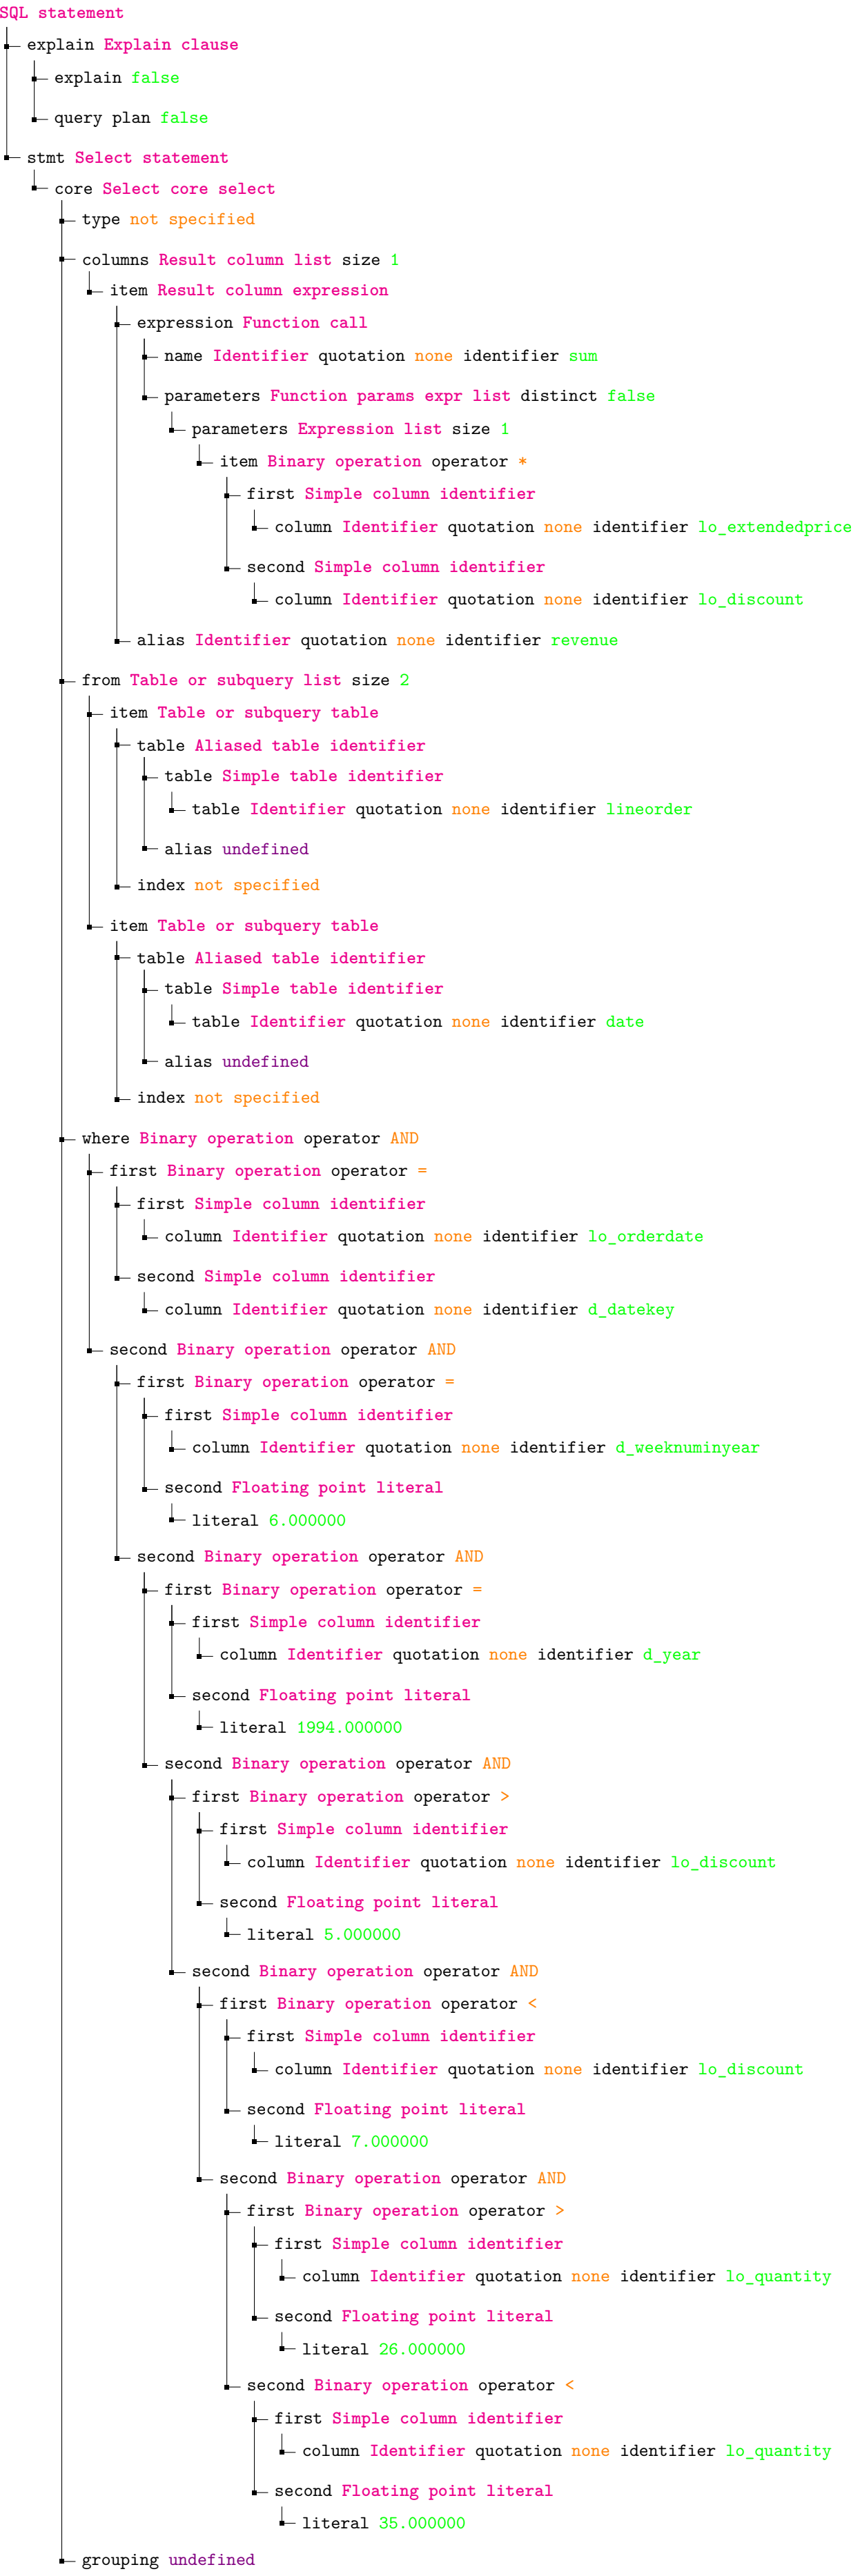 SQL statement
explain Explain clause
explain false
query plan false
stmt Select statement
core Select core select
type not specified
columns Result column list size 1
item Result column expression
expression Function call
name Identifier quotation none identifier sum
parameters Function params expr list distinct false
parameters Expression list size 1
item Binary operation operator *
first Simple column identifier
column Identifier quotation none identifier lo_extendedprice
second Simple column identifier
column Identifier quotation none identifier lo_discount
alias Identifier quotation none identifier revenue
from Table or subquery list size 2
item Table or subquery table
table Aliased table identifier
table Simple table identifier
table Identifier quotation none identifier lineorder
alias undefined
index not specified
item Table or subquery table
table Aliased table identifier
table Simple table identifier
table Identifier quotation none identifier date
alias undefined
index not specified
where Binary operation operator AND
first Binary operation operator =
first Simple column identifier
column Identifier quotation none identifier lo_orderdate
second Simple column identifier
column Identifier quotation none identifier d_datekey
second Binary operation operator AND
first Binary operation operator =
first Simple column identifier
column Identifier quotation none identifier d_weeknuminyear
second Floating point literal
literal 6.000000
second Binary operation operator AND
first Binary operation operator =
first Simple column identifier
column Identifier quotation none identifier d_year
second Floating point literal
literal 1994.000000
second Binary operation operator AND
first Binary operation operator >
first Simple column identifier
column Identifier quotation none identifier lo_discount
second Floating point literal
literal 5.000000
second Binary operation operator AND
first Binary operation operator <
first Simple column identifier
column Identifier quotation none identifier lo_discount
second Floating point literal
literal 7.000000
second Binary operation operator AND
first Binary operation operator >
first Simple column identifier
column Identifier quotation none identifier lo_quantity
second Floating point literal
literal 26.000000
second Binary operation operator <
first Simple column identifier
column Identifier quotation none identifier lo_quantity
second Floating point literal
literal 35.000000
grouping undefined